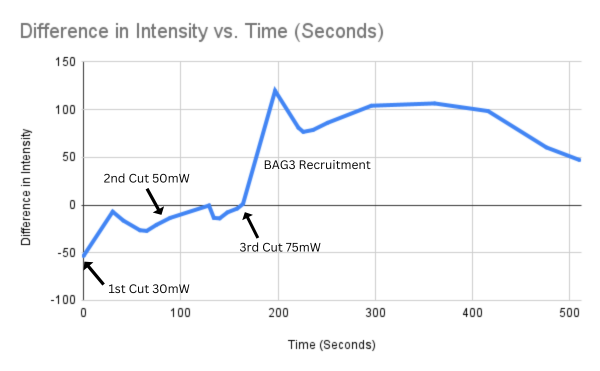 Difference in Intensity vs. Time (Seconds)
150
100
50
0
-50
-100
Difference in Intensity
2nd Cut 50mW
BAG3 Recruitment
3rd Cut 75mW
1st Cut 30mW
0 100 200 300 400 500
Time (Seconds)